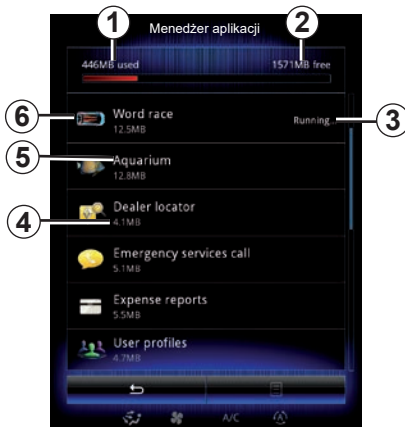 1
2
Menedżer aplikacji
446MB used
1571MB free
6
Word race
12.5MB
Running...
3
5
Aquarium
12.8MB
Dealer locator
4
4.1MB
Emergency services call
5.1MB
Expense reports
5.5MB
User profiles
4.7MB
A/C
A